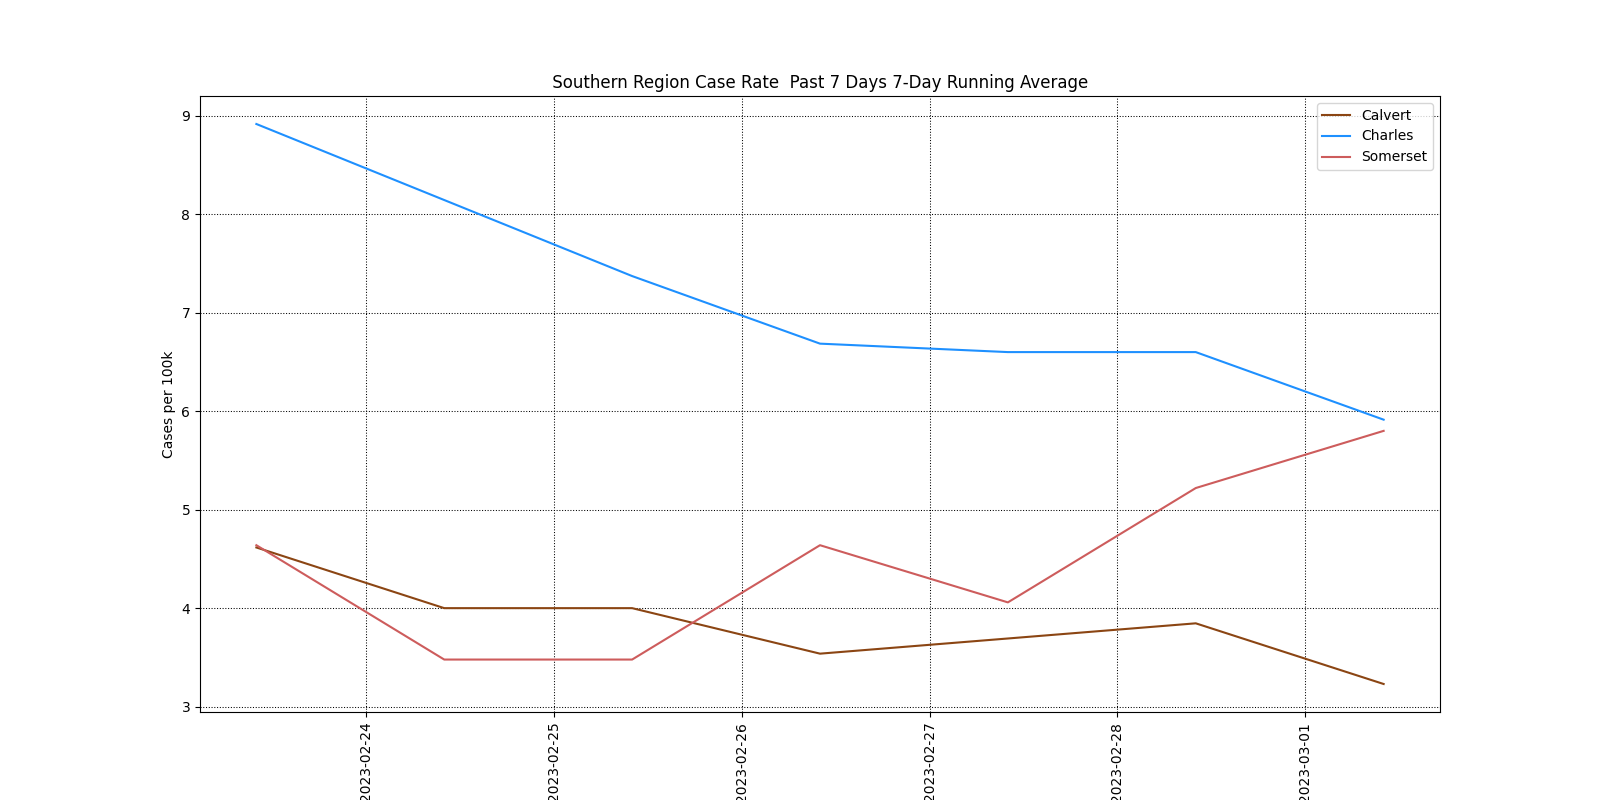 Southern Region Case Rate  Past 7 Days 7-Day Running Average
Calvert
Charles
Somerset
Cases per 100k
9
8
7
6
5
4
3
2023-02-24
2023-02-25
2023-02-26
2023-02-27
2023-02-28
2023-03-01